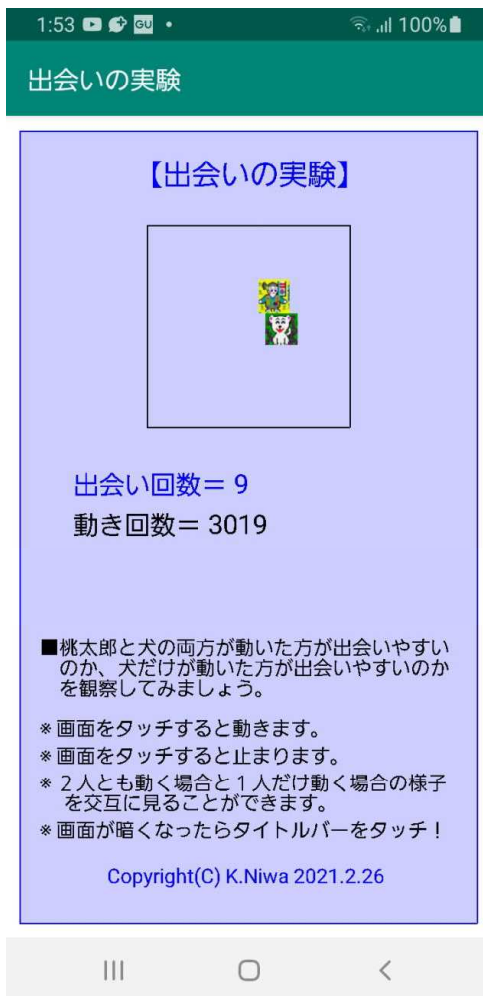 1:53 GU
100%
出会いの実験
【出会いの実験】
出会い回数＝ 9
動き回数＝ 3019
■桃太郎と犬の両方が動いた方が出会いやすい
のか、犬だけが動いた方が出会いやすいのか
を観察してみましょう。
※画面をタッチすると動きます。
※画面をタッチすると止まります。
※２人とも動く場合と１人だけ動く場合の様子
を交互に見ることができます。
※画面が暗くなったらタイトルバーをタッチ！
Copyright(C) K.Niwa 2021.2.26